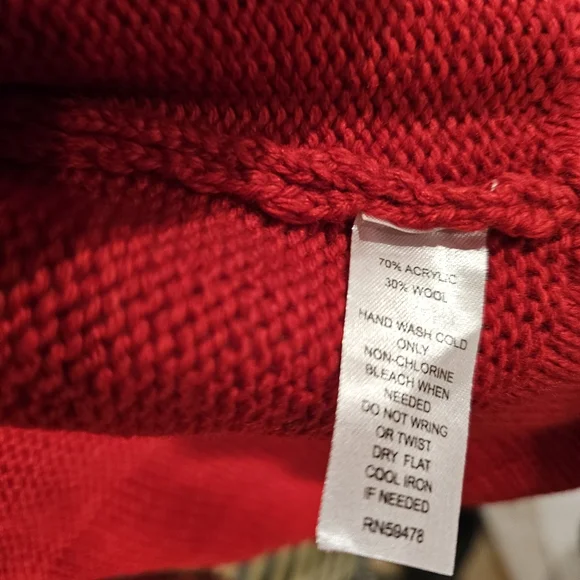 70% ACRYLIC
30% WOOL
HAND WASH COLD
ONLY
NON-CHLORINE
BLEACH WHEN
NEEDED
DO NOT WRING
OR TWIST
DRY FLAT
COOL IRON
IF NEEDED
RN59478